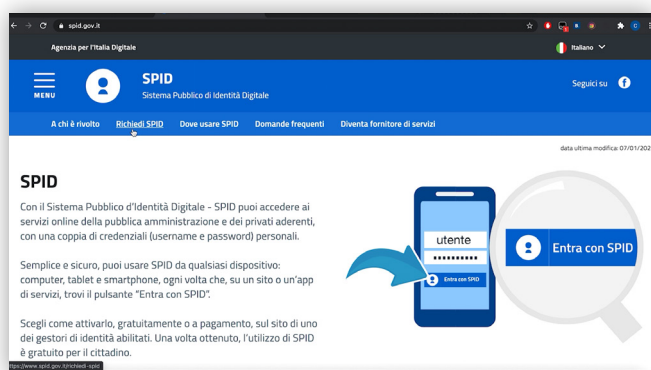 spid.gov.it
Agenzia per l'Italia Digitale
Italiano
MENU
SPID
Sistema Pubblico di Identità Digitale
Seguici su
A chi è rivolto Richiedi SPID Dove usare SPID Domande frequenti Diventa fornitore di servizi
data ultima modifica: 07/01/202
SPID
Con il Sistema Pubblico d'Identità Digitale - SPID puoi accedere ai
servizi online della pubblica amministrazione e dei privati aderenti,
con una coppia di credenziali (username e password) personali.
Semplice e sicuro, puoi usare SPID da qualsiasi dispositivo:
computer, tablet e smartphone, ogni volta che, su un sito o un'app
di servizi, trovi il pulsante "Entra con SPID".
Scegli come attivarlo, gratuitamente o a pagamento, sul sito di uno
dei gestori di identità abilitati. Una volta ottenuto, l'utilizzo di SPID
è gratuito per il cittadino.
utente
Entra con SPID
Entra con SPID
https://www.spid.gov.it/richiedi-spid